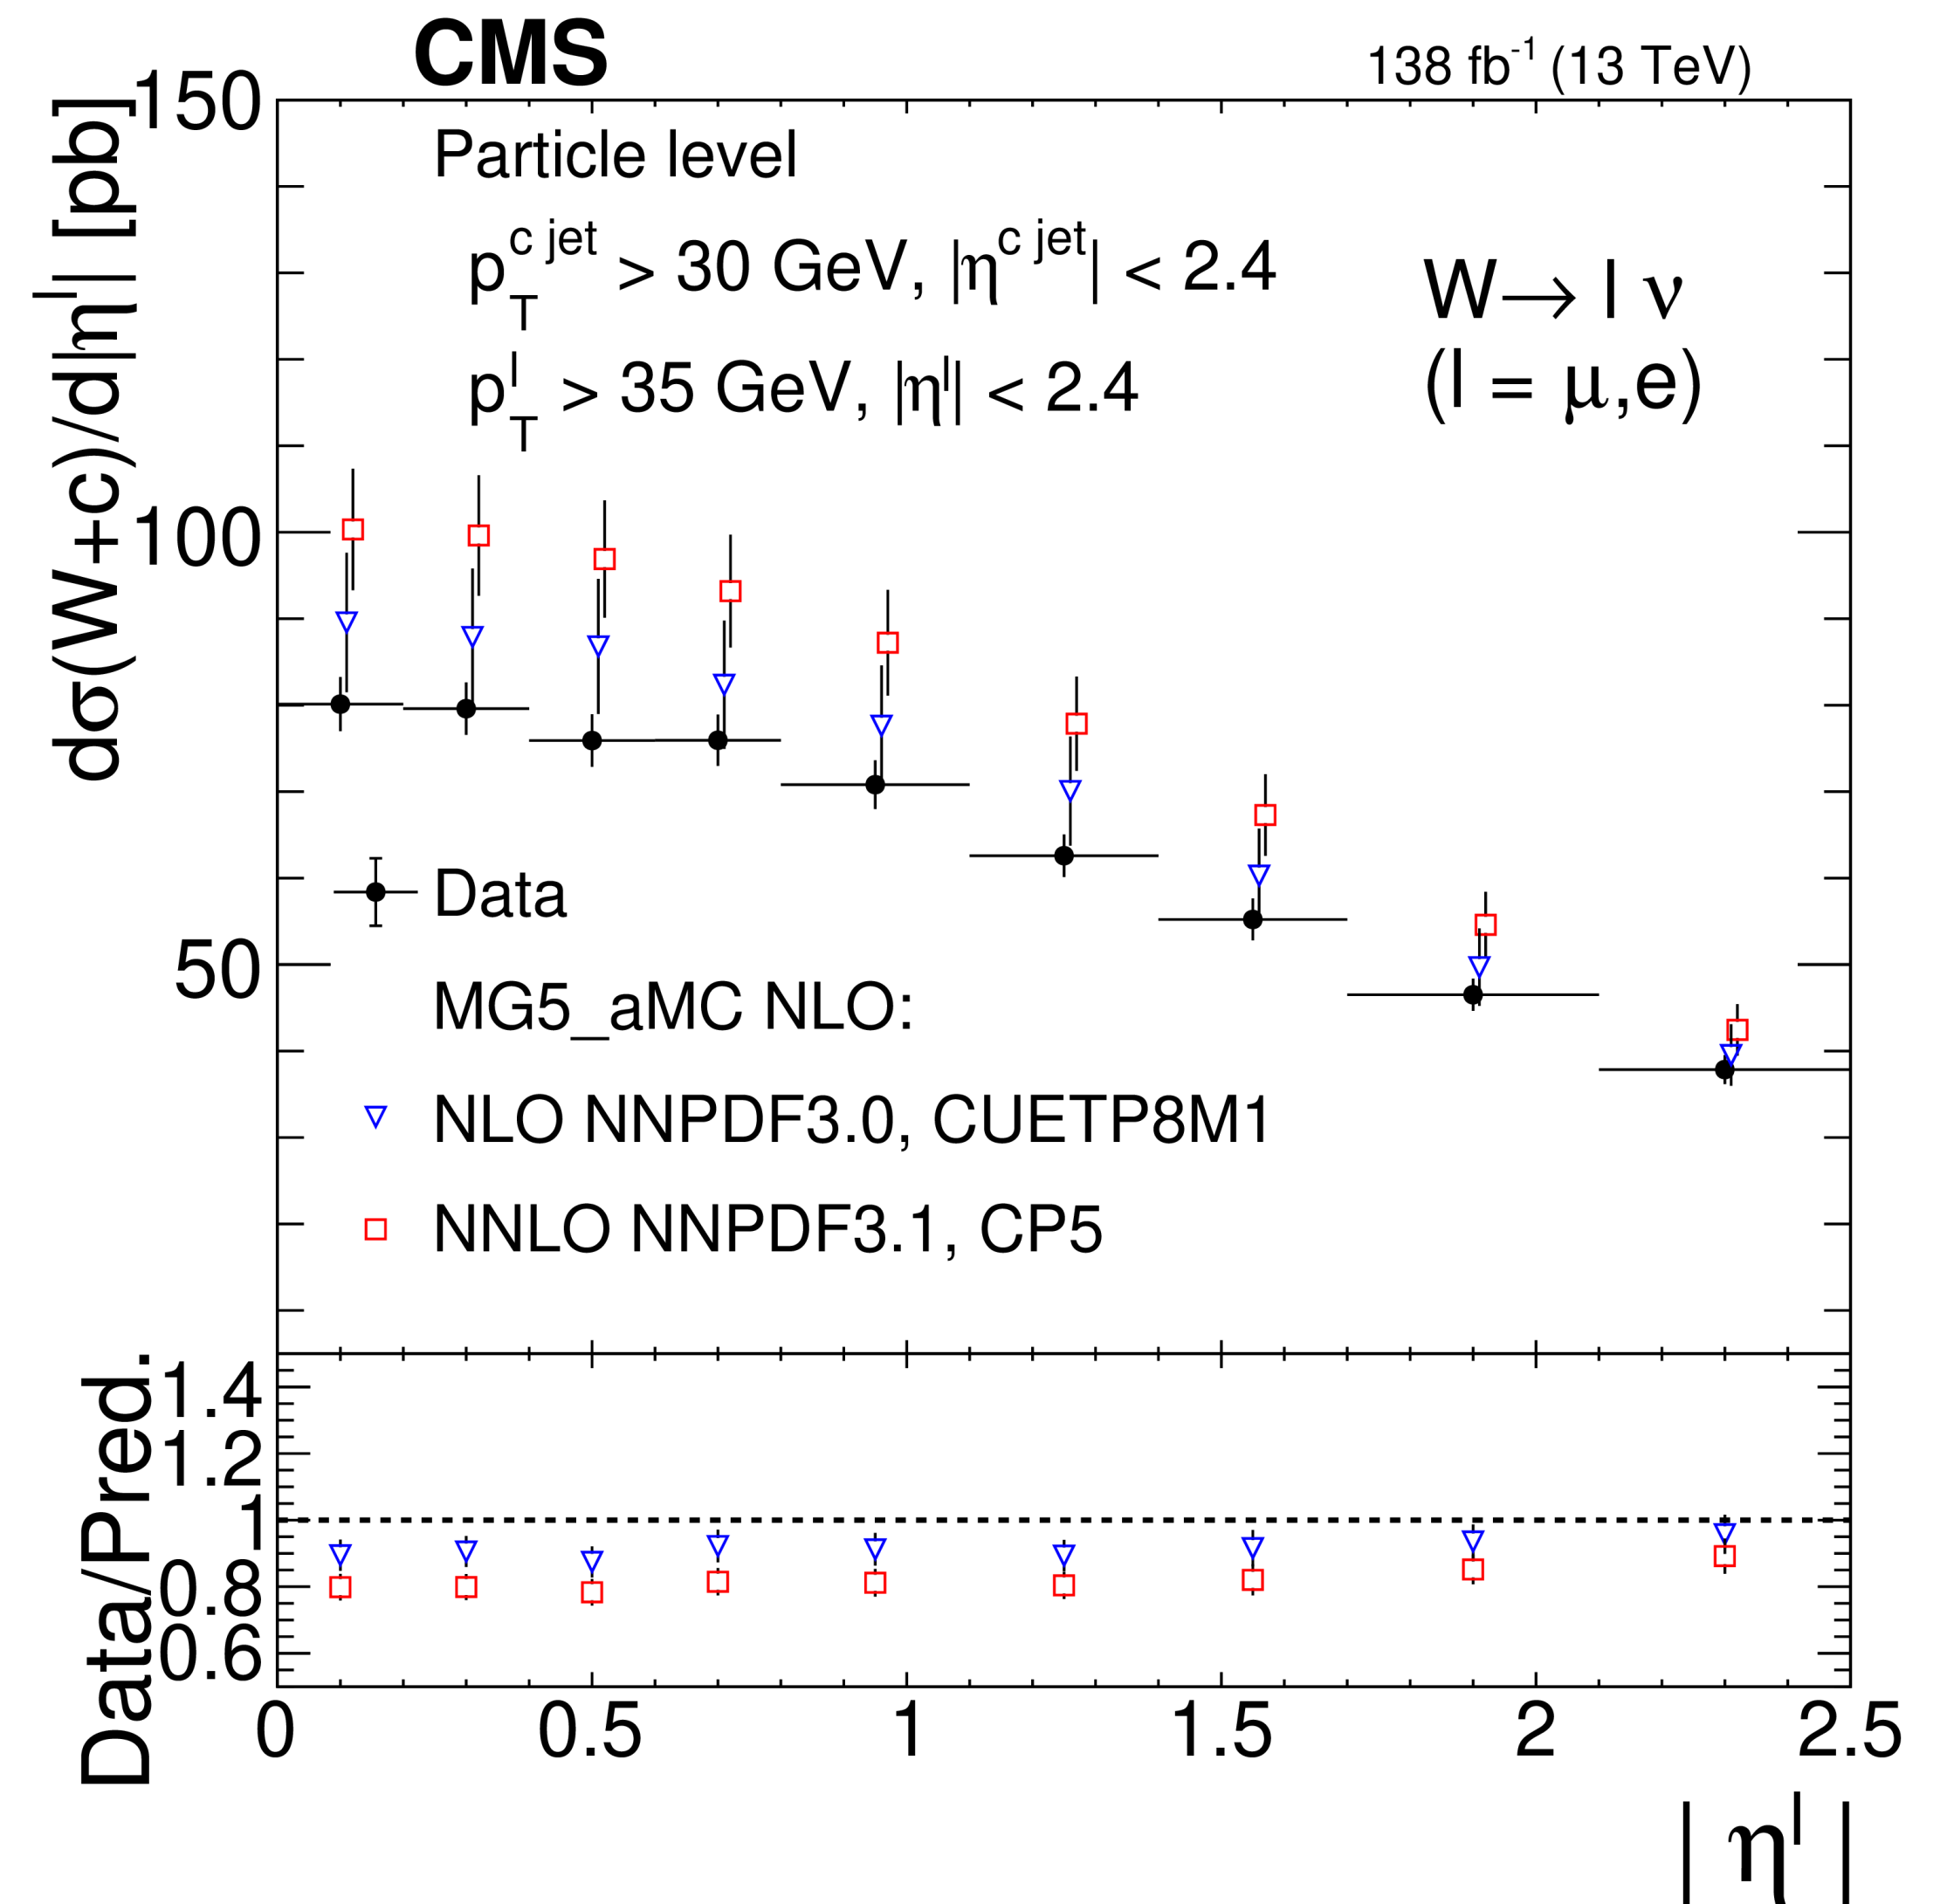 CMS
138 fb-1 (13 TeV)
dσ(W+c)/d|ηl| [pb]
150
100
50
Particle level
pTc jet > 30 GeV, |ηc jet| < 2.4
pTl > 35 GeV, |ηl| < 2.4
W→ l ν
(l = μ,e)
Data
MG5_aMC NLO:
NLO NNPDF3.0, CUETP8M1
NNLO NNPDF3.1, CP5
Data/Pred.
1.4
1.2
1
0.8
0.6
0 0.5 1 1.5 2 2.5
| ηl |